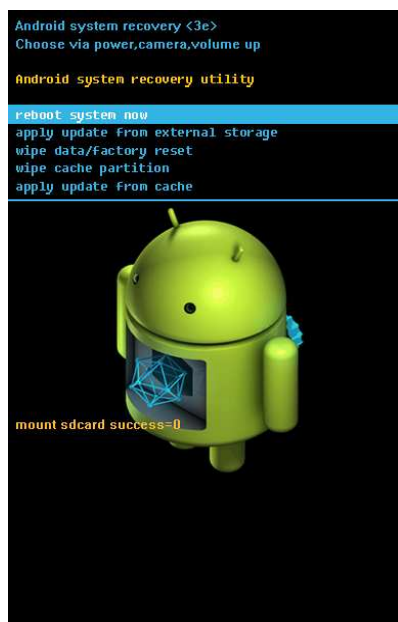 Android system recovery <3e>
Choose via power,camera,volume up
Android system recovery utility
reboot system now
apply update from external storage
wipe data/factory reset
wipe cache partition
apply update from cache
mount sdcard success=0